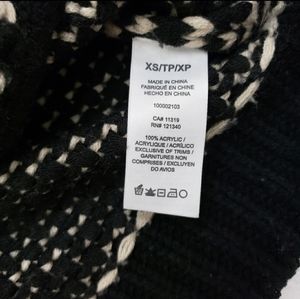 XS/TP/XP
MADE IN CHINA
FABRIQUÉ EN CHINE
HECHO EN CHINA
100002103
CA# 11319
RN# 121340
100% ACRYLIC /
ACRYLIQUE / ACRÍLICO
EXCLUSIVE OF TRIMS /
GARNITURES NON
COMPRISES / EXCLUYEN
DO AVIOS